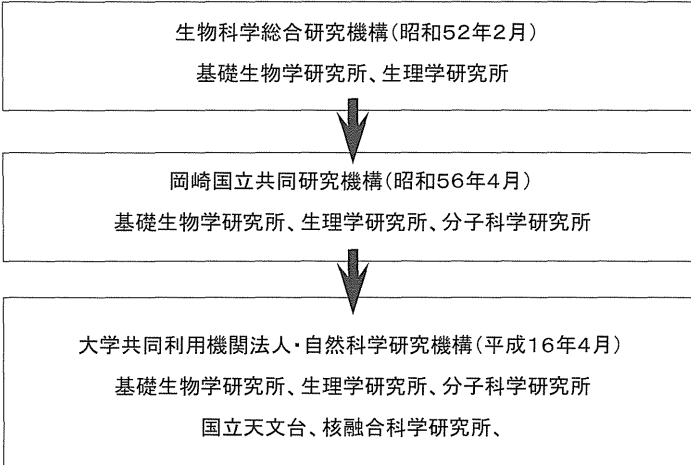 生物科学総合研究機構(昭和52年2月)
基礎生物学研究所、生理学研究所
岡崎国立共同研究機構(昭和56年4月)
基礎生物学研究所、生理学研究所、分子科学研究所
大学共同利用機関法人・自然科学研究機構(平成16年4月)
基礎生物学研究所、生理学研究所、分子科学研究所
国立天文台、核融合科学研究所、